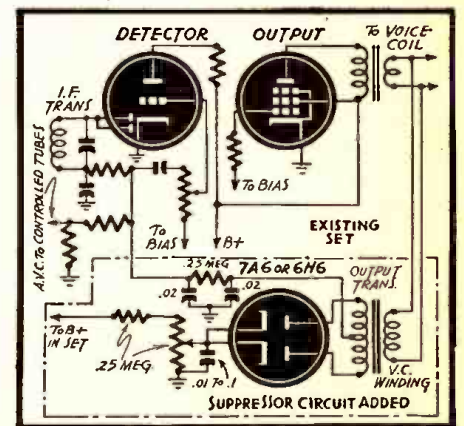 DETECTOR
OUTPUT
TO VOICE-
COIL
I.F.
TRANS
A.V.C. TO CONTROLLED TUBES
TO BIAS
TO
BIAS
B+
EXISTING
SET
.25 MEG
7A6 OR 6H6
.02
.02
OUTPUT
TRANS.
TO B+
IN SET
.25 MEG
.01 TO .1
V.C.
WINDING
SUPPRESSOR CIRCUIT ADDED